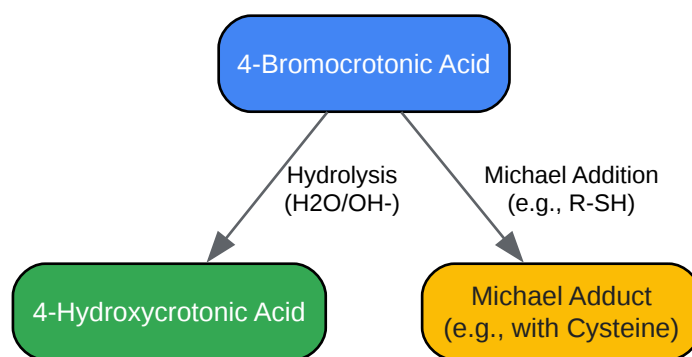 4-Bromocrotonic Acid
Hydrolysis
(H2O/OH-)
Michael Addition
(e.g., R-SH)
4-Hydroxycrotonic Acid
Michael Adduct
(e.g., with Cysteine)